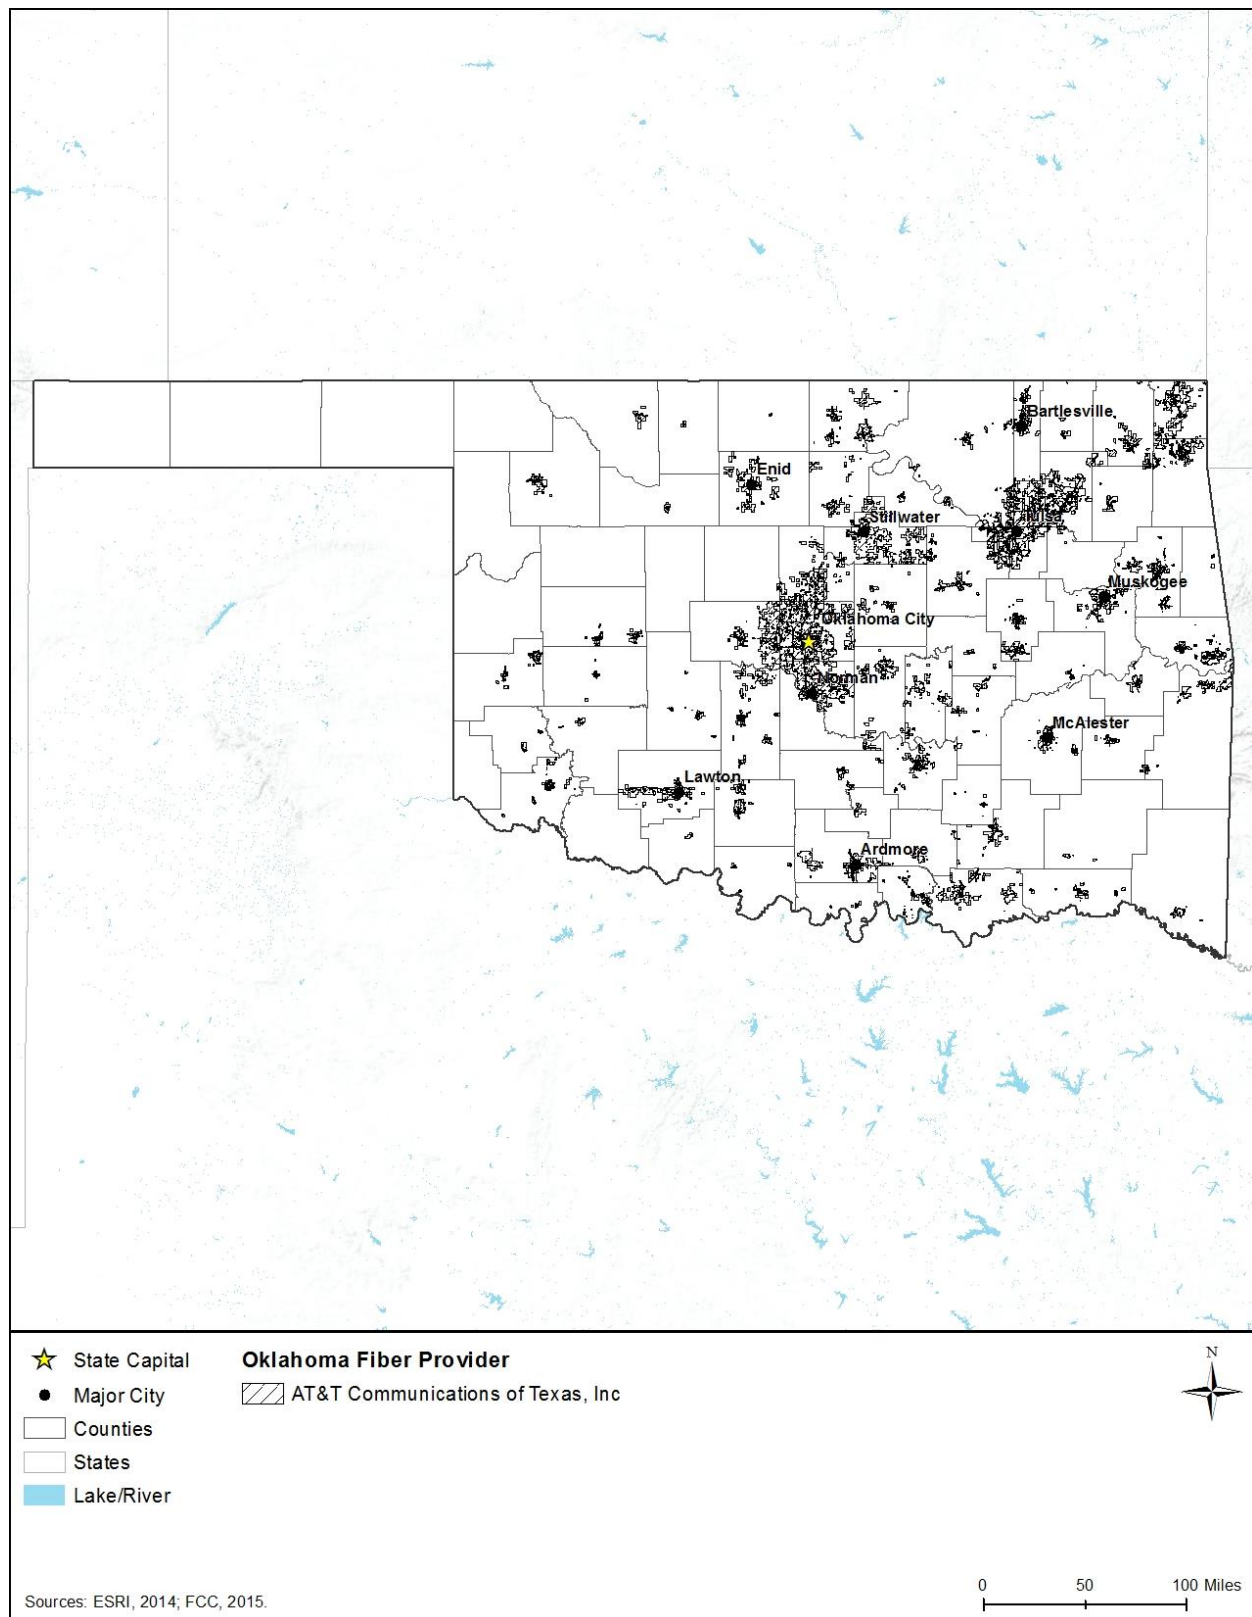 Bartlesville
Enid
Stillwater
Tulsa
Muskogee
Oklahoma City
Norman
McAlester
Lawton
Ardmore
State Capital
Oklahoma Fiber Provider
N
Major City
AT&T Communications of Texas, Inc
Counties
States
Lake/River
0 50 100 Miles
Sources: ESRI, 2014; FCC, 2015.